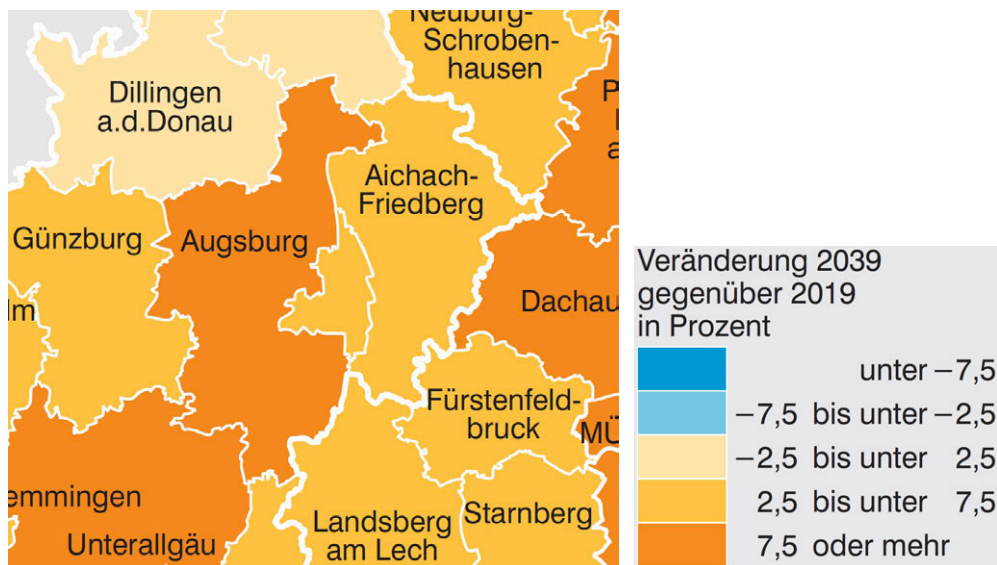 Neuburg-
Schroben-
hausen
Dillingen
a.d.Donau
Aichach-
Friedberg
Günzburg
Augsburg
Dachau
Fürstenfeld-
bruck
MÜ
emmingen
Unterallgäu
Landsberg
am Lech
Starnberg
Veränderung 2039
gegenüber 2019
in Prozent
unter −7,5
−7,5 bis unter −2,5
−2,5 bis unter 2,5
2,5 bis unter 7,5
7,5 oder mehr